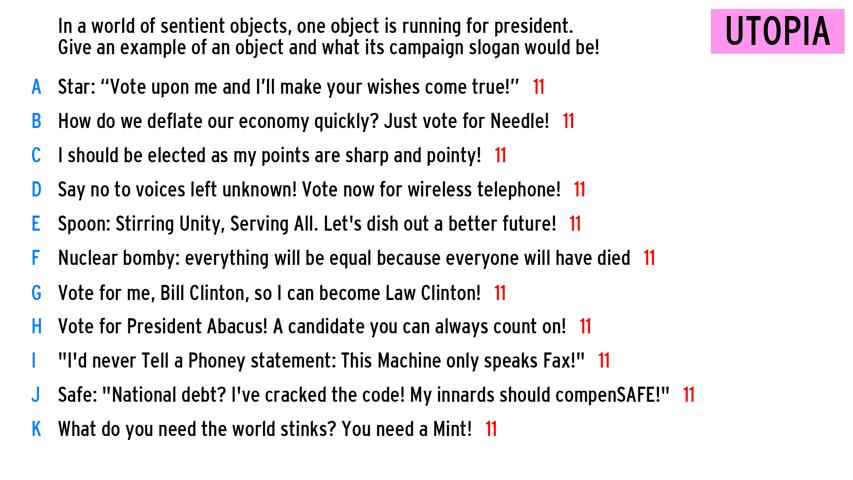 In a world of sentient objects, one object is running for president.
Give an example of an object and what its campaign slogan would be!
UTOPIA
A Star: “Vote upon me and I’ll make your wishes come true!” 11
B How do we deflate our economy quickly? Just vote for Needle! 11
C I should be elected as my points are sharp and pointy! 11
D Say no to voices left unknown! Vote now for wireless telephone! 11
E Spoon: Stirring Unity, Serving All. Let's dish out a better future! 11
F Nuclear bomby: everything will be equal because everyone will have died 11
G Vote for me, Bill Clinton, so I can become Law Clinton! 11
H Vote for President Abacus! A candidate you can always count on! 11
I "I'd never Tell a Phoney statement: This Machine only speaks Fax!" 11
J Safe: "National debt? I've cracked the code! My innards should compenSAFE!" 11
K What do you need the world stinks? You need a Mint! 11